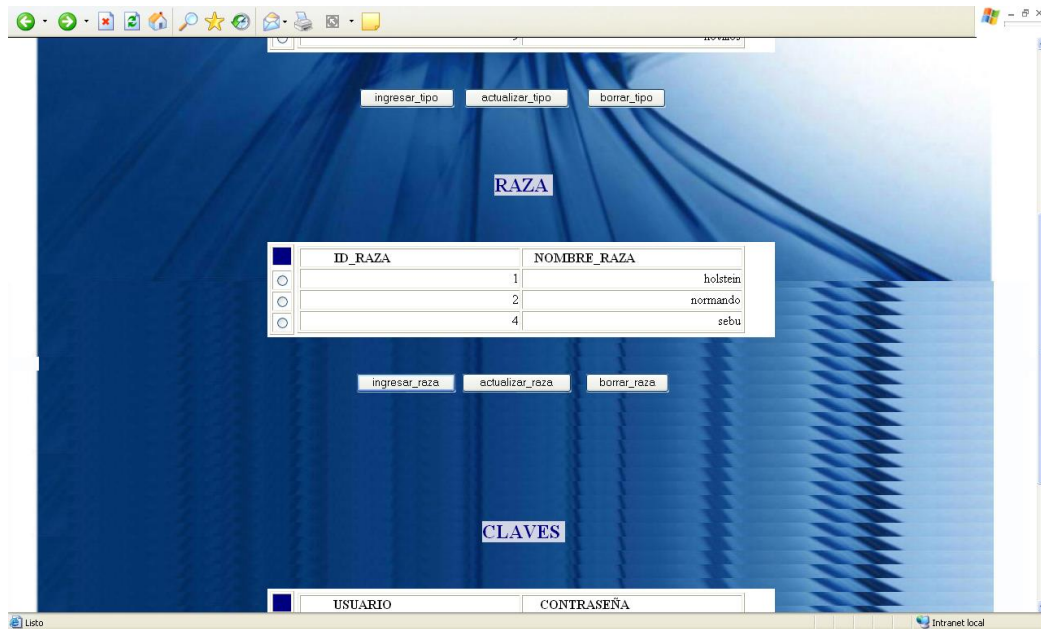 ingresar_tipo actualizar_tipo borrar_tipo
RAZA
ID_RAZA NOMBRE_RAZA
1 holstein
2 normando
4 sebu
ingresar_raza actualizar_raza borrar_raza
CLAVES
USUARIO CONTRASEÑA
Listo Intranet local